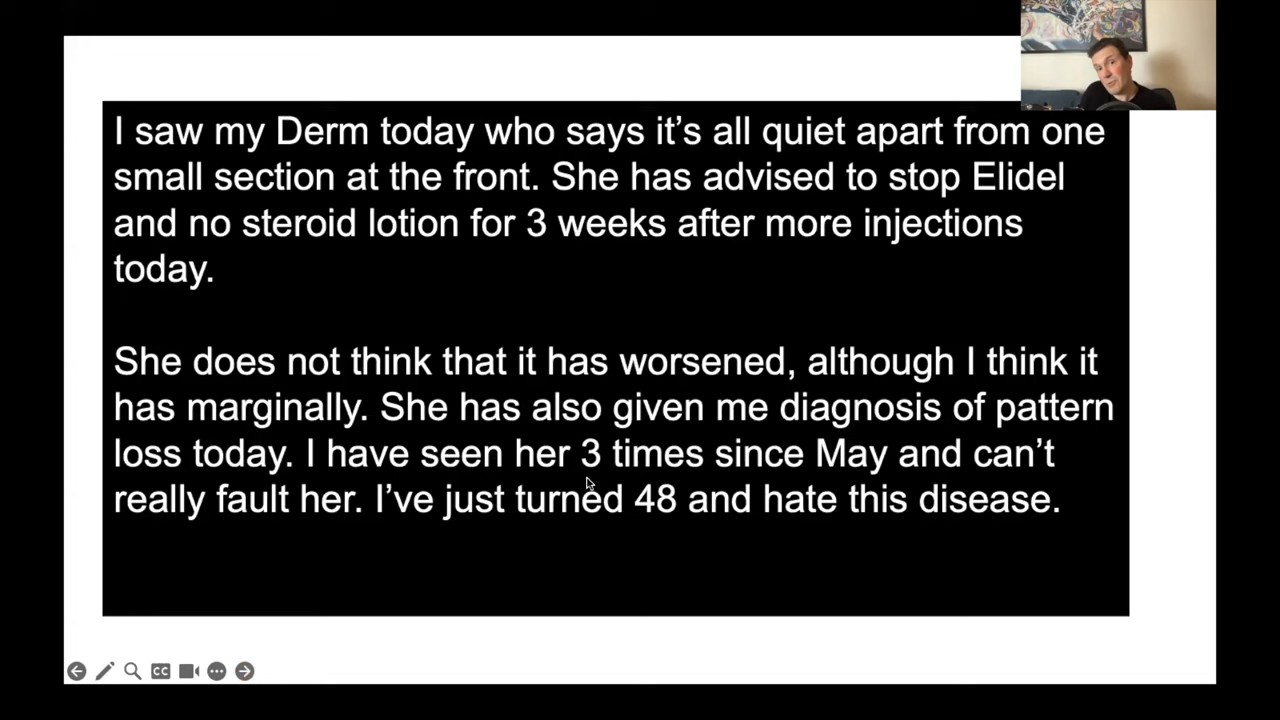 I saw my Derm today who says it’s all quiet apart from one
small section at the front. She has advised to stop Elidel
and no steroid lotion for 3 weeks after more injections
today.
She does not think that it has worsened, although I think it
has marginally. She has also given me diagnosis of pattern
loss today. I have seen her 3 times since May and can’t
really fault her. I’ve just turned 48 and hate this disease.
CC